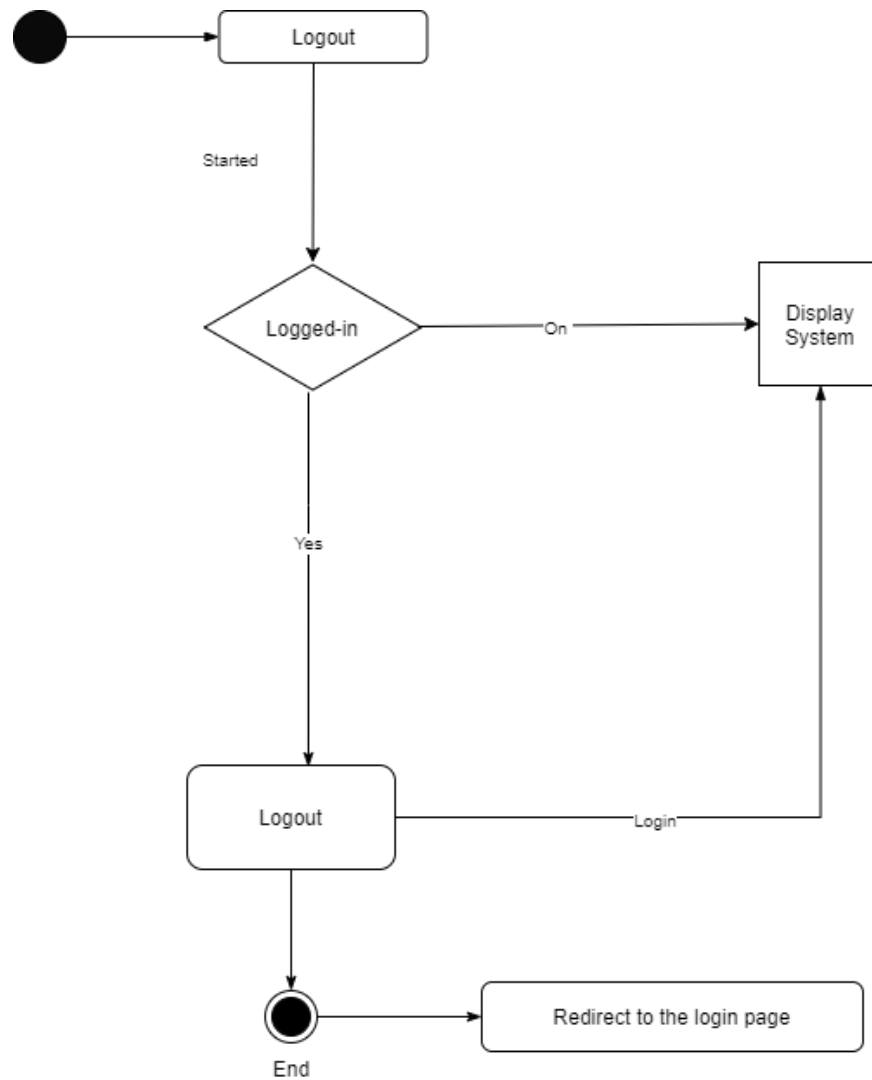 Logout
Started
Logged-in
On
Display
System
Yes
Logout
Login
Redirect to the login page
End